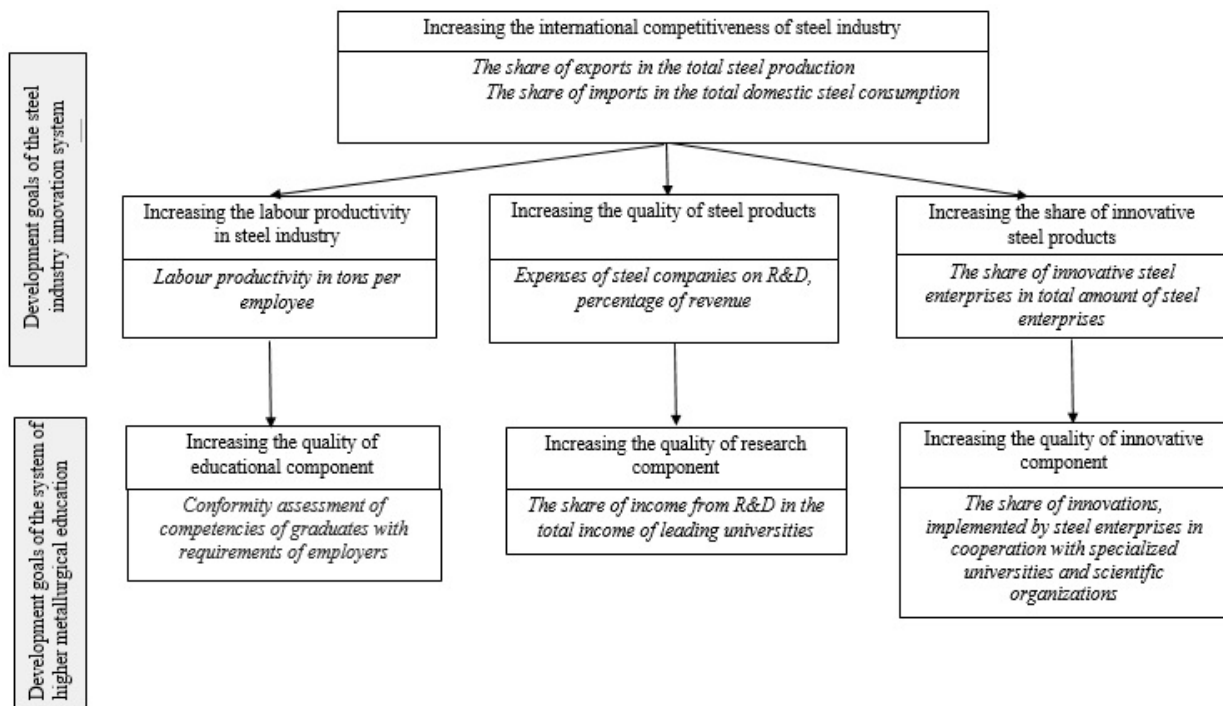 Increasing the international competitiveness of steel industry
The share of exports in the total steel production
The share of imports in the total domestic steel consumption
Development goals of the steel
industry innovation system
Increasing the labour productivity
in steel industry
Labour productivity in tons per
employee
Increasing the quality of steel products
Expenses of steel companies on R&D,
percentage of revenue
Increasing the share of innovative
steel products
The share of innovative steel
enterprises in total amount of steel
enterprises
Development goals of the system of
higher metallurgical education
Increasing the quality of
educational component
Conformity assessment of
competencies of graduates with
requirements of employers
Increasing the quality of research
component
The share of income from R&D in the
total income of leading universities
Increasing the quality of innovative
component
The share of innovations,
implemented by steel enterprises in
cooperation with specialized
universities and scientific
organizations